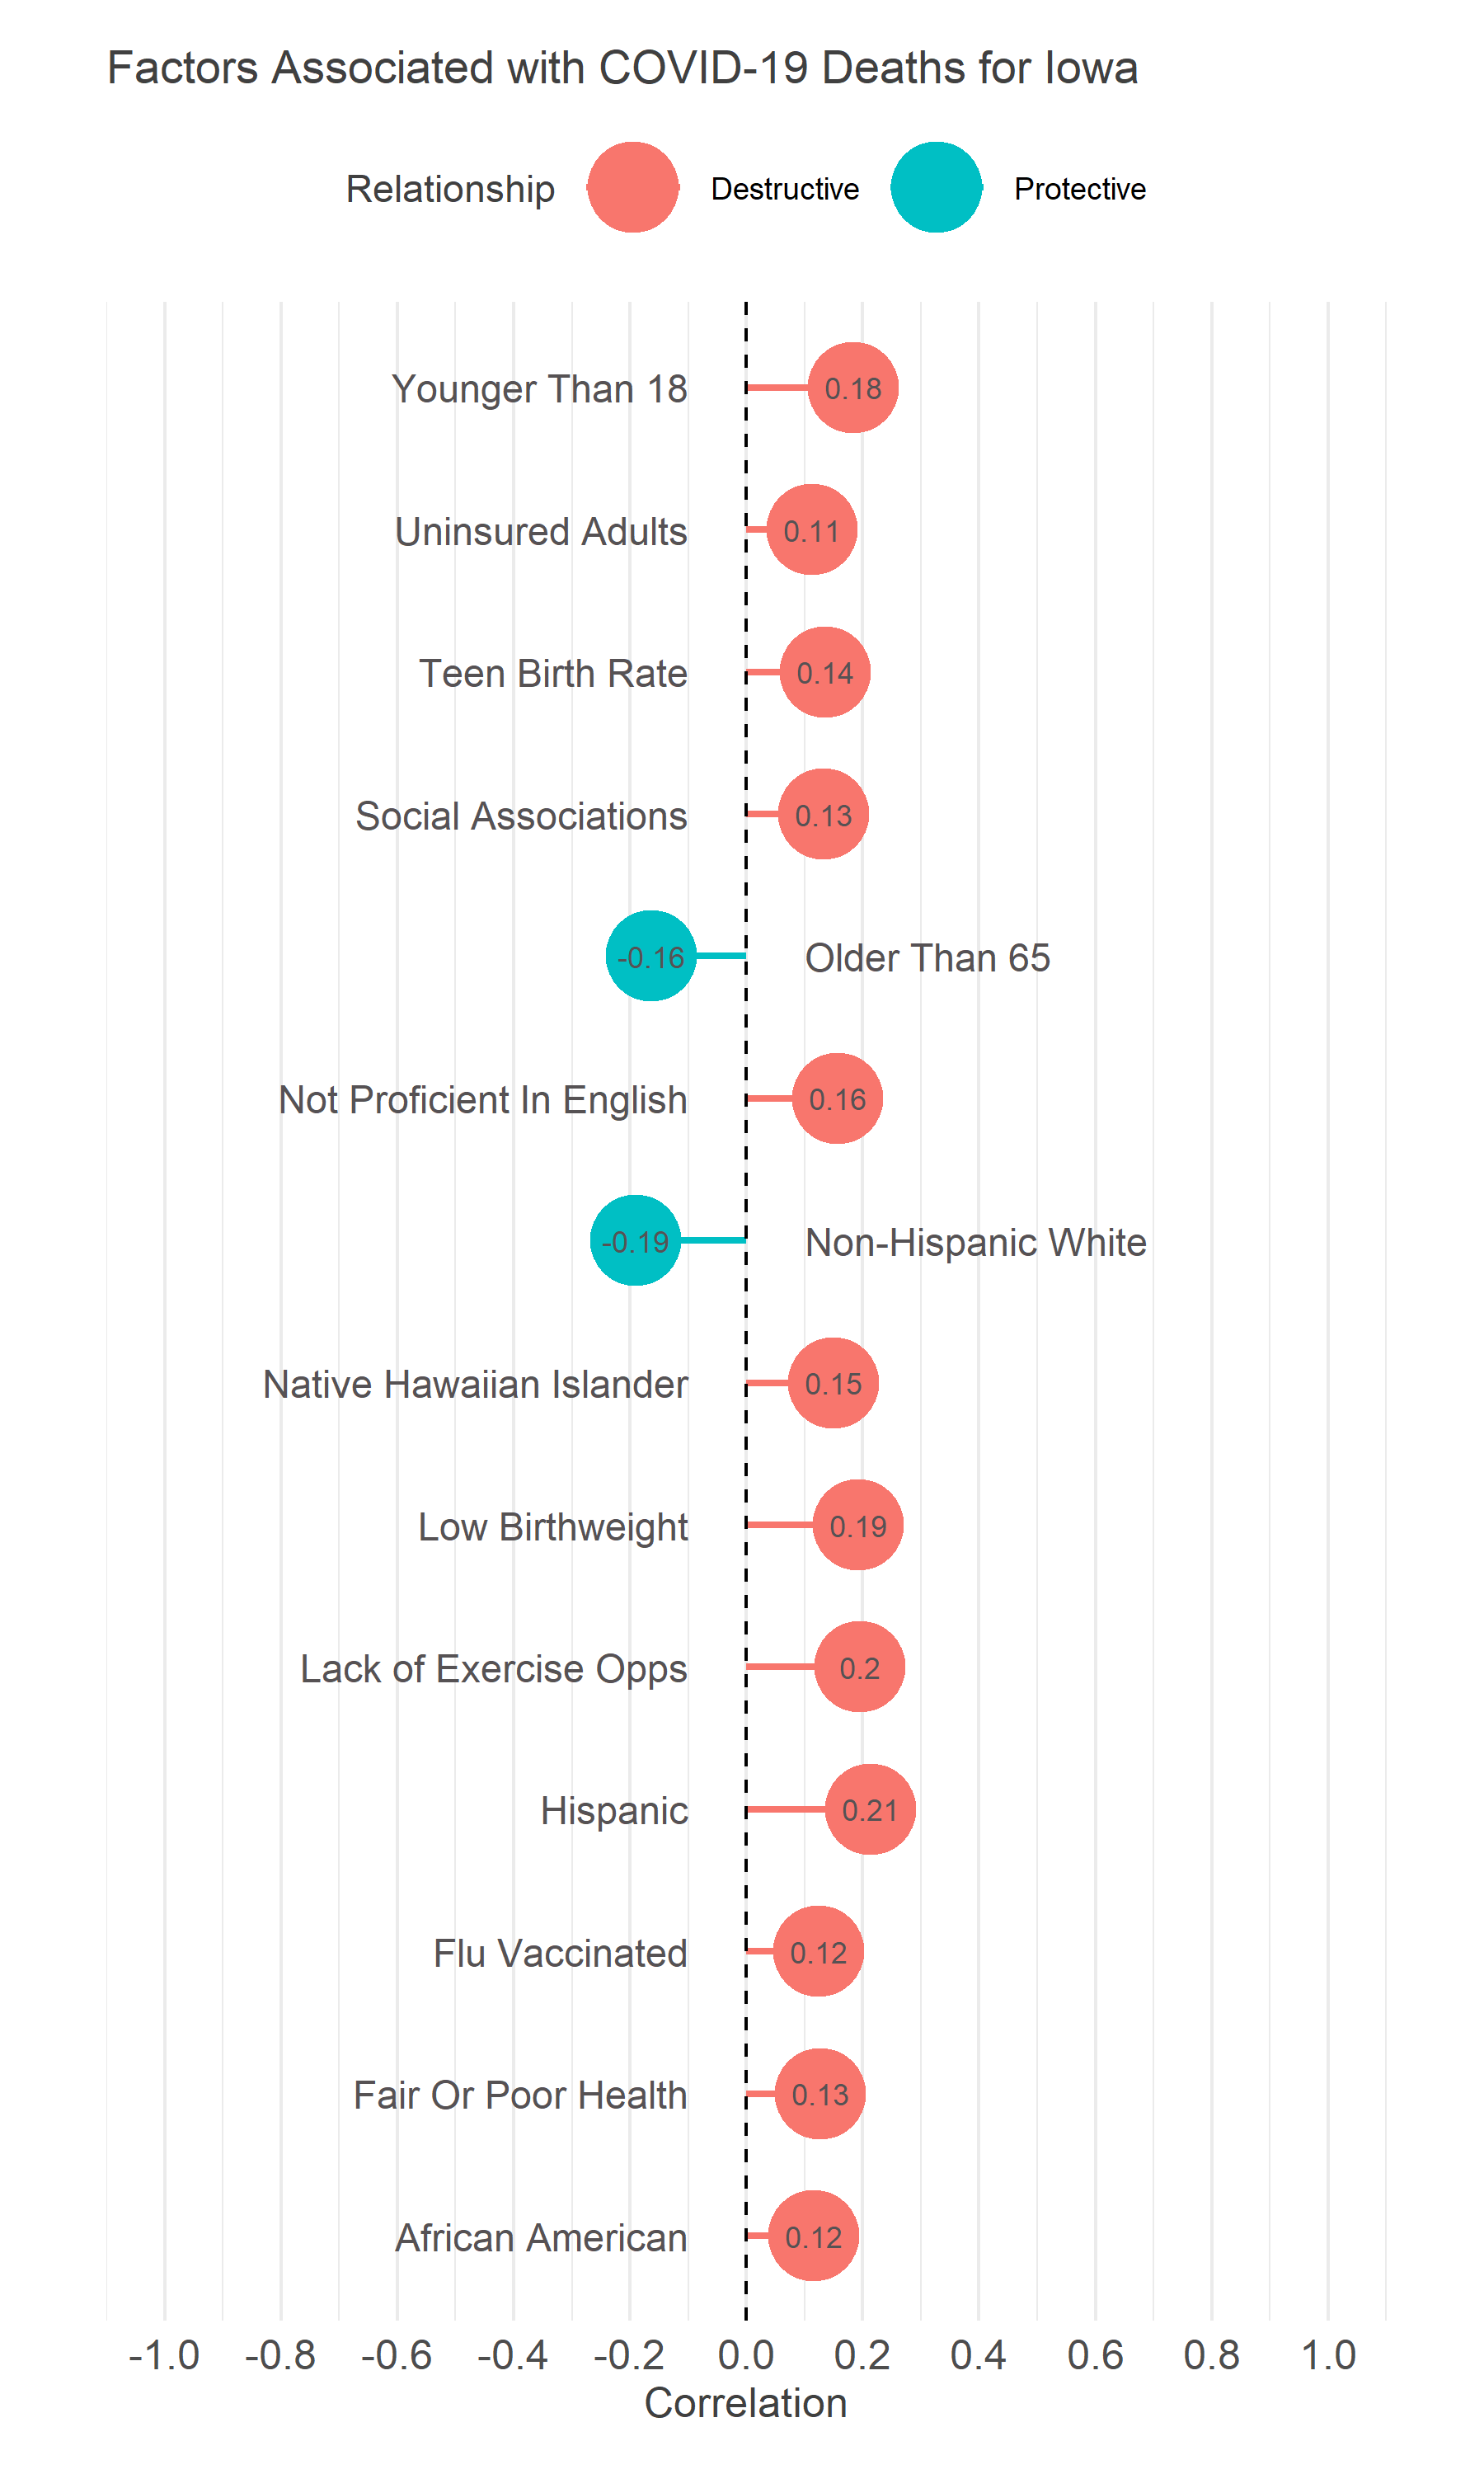 Factors Associated with COVID-19 Deaths for Iowa
Relationship Destructive Protective
Younger Than 18 0.18
Uninsured Adults 0.11
Teen Birth Rate 0.14
Social Associations 0.13
-0.16 Older Than 65
Not Proficient In English 0.16
-0.19 Non-Hispanic White
Native Hawaiian Islander 0.15
Low Birthweight 0.19
Lack of Exercise Opps 0.2
Hispanic 0.21
Flu Vaccinated 0.12
Fair Or Poor Health 0.13
African American 0.12
-1.0 -0.8 -0.6 -0.4 -0.2 0.0 0.2 0.4 0.6 0.8 1.0
Correlation